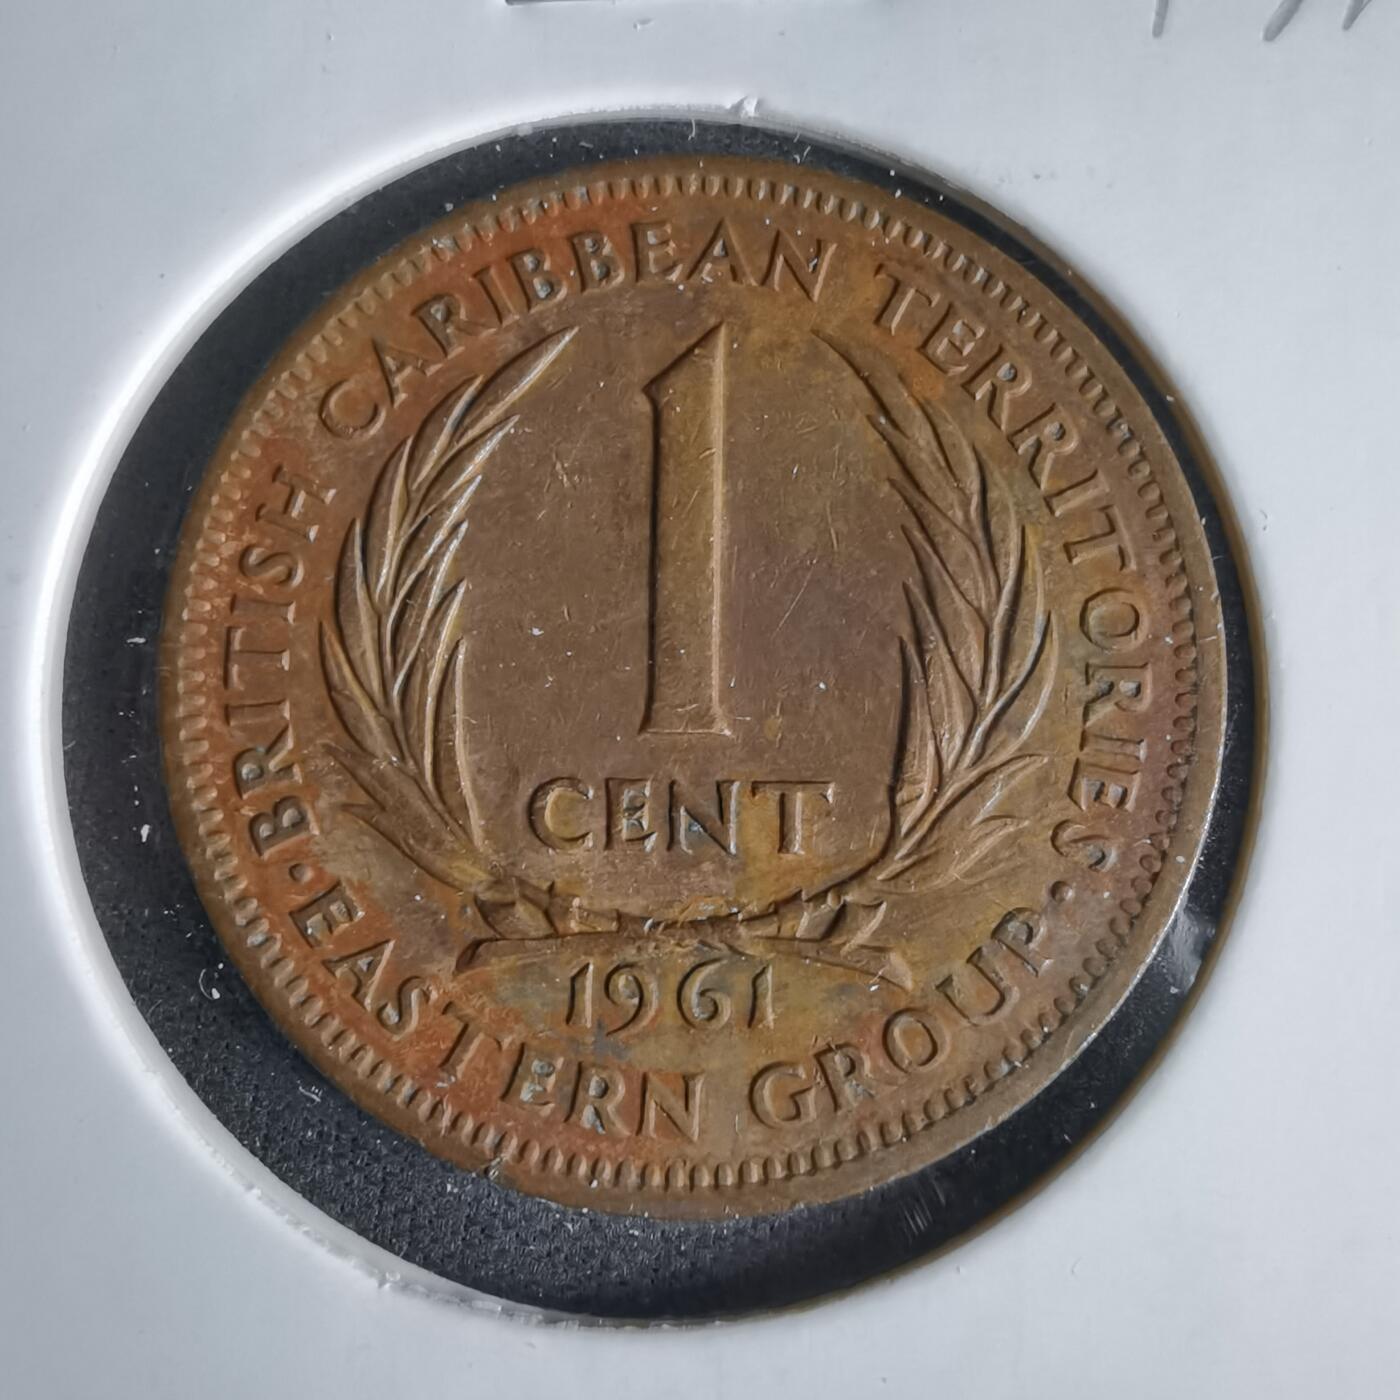 BRITISH CARIBBEAN TERRITORIES
1
CENT
1961
·EASTERN GROUP·